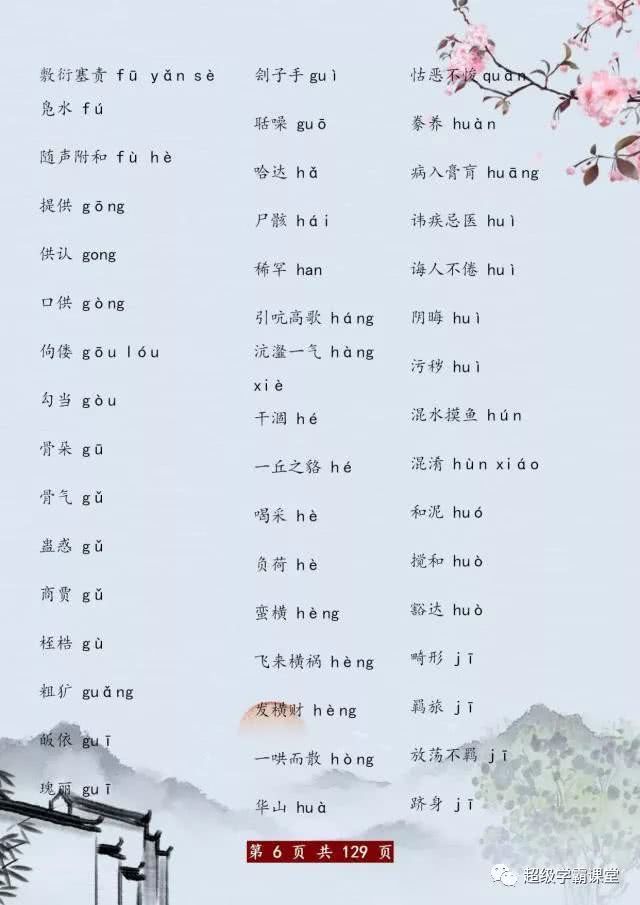 敷衍塞责 fū yǎn sè
凫水 fú
随声附和 fù hè
提供 gōng
供认 gong
口供 gòng
佝偻 gōu lóu
勾当 gòu
骨朵 gū
骨气 gǔ
蛊惑 gǔ
商贾 gǔ
桎梏 gù
粗犷 guǎng
皈依 guī
瑰丽 guī
刽子手 guì
聒噪 guō
哈达 hǎ
尸骸 hái
稀罕 han
引吭高歌 háng
沆瀣一气 hàng
xiè
干涸 hé
一丘之貉 hé
喝采 hè
负荷 hè
蛮横 hèng
飞来横祸 hèng
发横财 hèng
一哄而散 hòng
华山 huà
怙恶不悛 quān
豢养 huàn
病入膏肓 huāng
讳疾忌医 huì
诲人不倦 huì
阴晦 huì
污秽 huì
混水摸鱼 hún
混淆 hùn xiáo
和泥 huó
搅和 huò
豁达 huò
畸形 jī
羁旅 jī
放荡不羁 jī
跻身 jī
第 6 页 共 129 页
超级学霸课堂